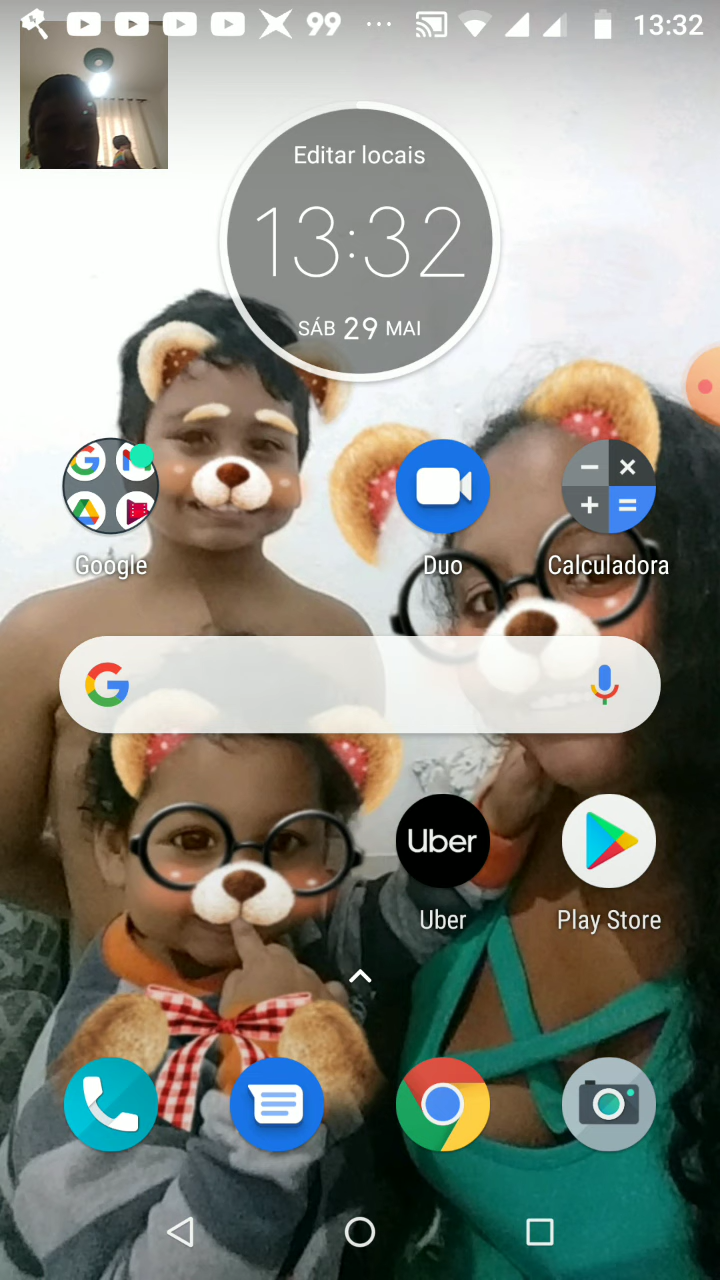 99 ... 13:32
Editar locais
13:32
SÁB 29 MAI
Google
Duo
Calculadora
Uber
Uber
Play Store